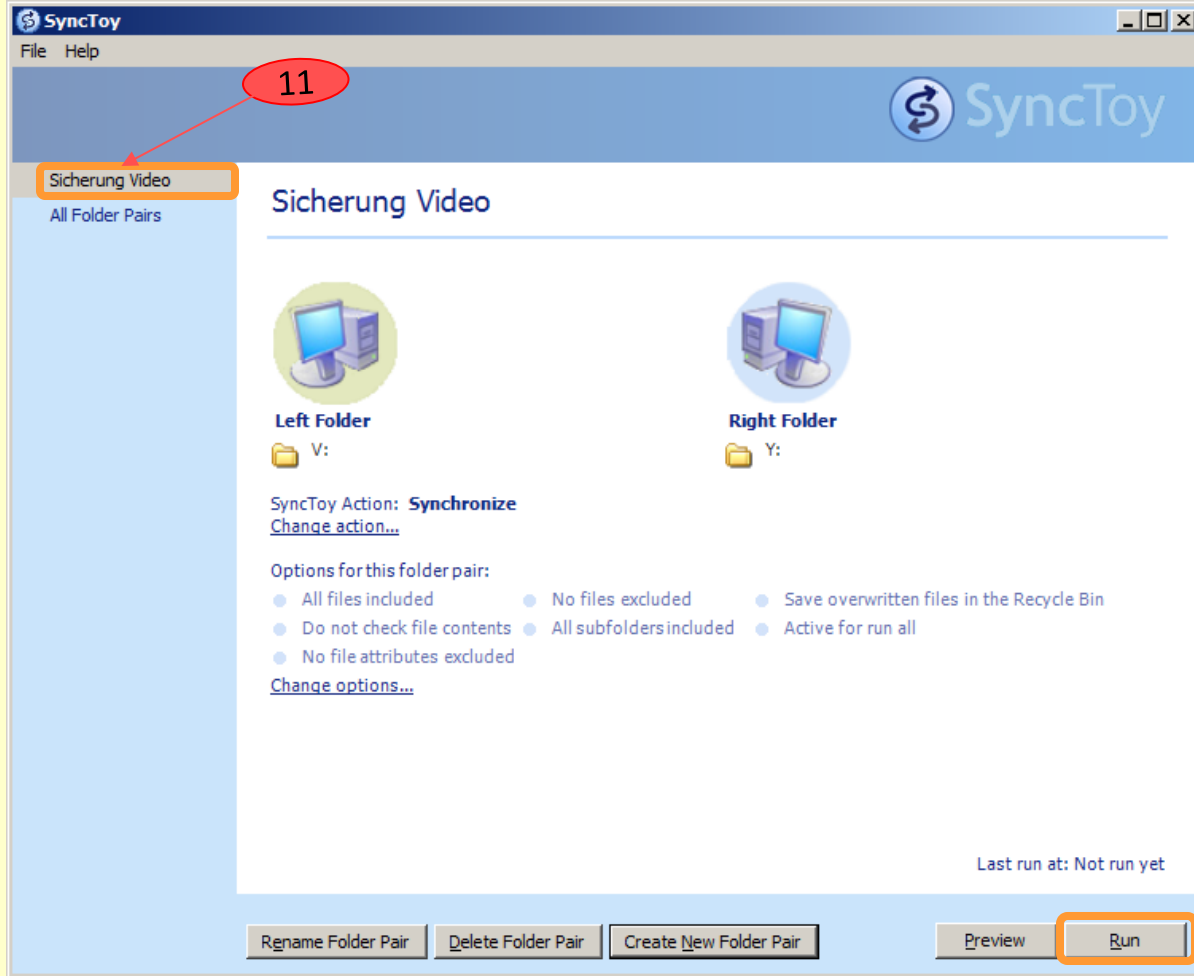 SyncToy
File Help
11
SyncToy
Sicherung Video
All Folder Pairs
Sicherung Video
Left Folder
V:
Right Folder
Y:
SyncToy Action: Synchronize
Change action...
Options for this folder pair:
All files included No files excluded Save overwritten files in the Recycle Bin
Do not check file contents All subfolders included Active for run all
No file attributes excluded
Change options...
Last run at: Not run yet
Rename Folder Pair Delete Folder Pair Create New Folder Pair Preview Run